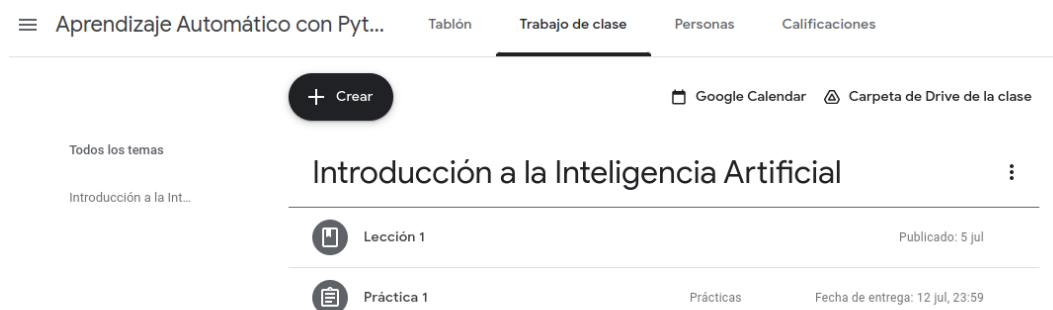 Aprendizaje Automático con Pyt... Tablón Trabajo de clase Personas Calificaciones
Crear Google Calendar Carpeta de Drive de la clase
Todos los temas
Introducción a la Inteligencia Artificial
Introducción a la Int...
Lección 1 Publicado: 5 jul
Práctica 1 Prácticas Fecha de entrega: 12 jul, 23:59